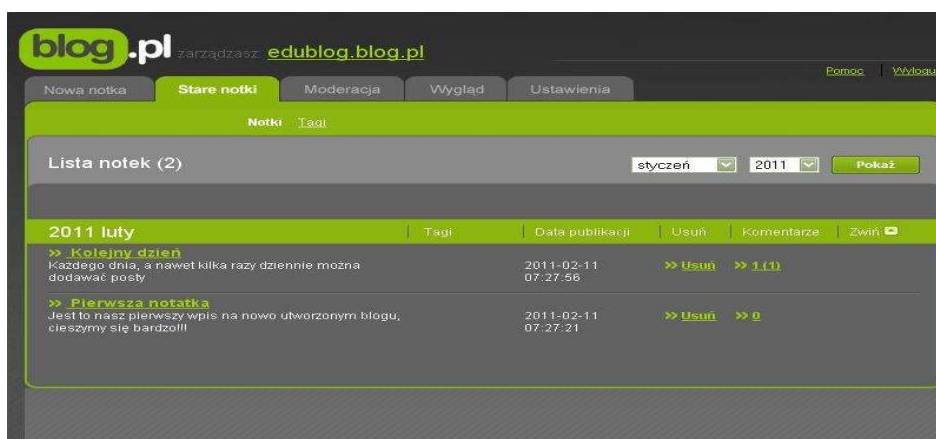 blog.pl zarządzasz: edublog.blog.pl
Pomoc Wylogu
Nowa notka Stare notki Moderacja Wygląd Ustawienia
Notki Tagi
Lista notek (2) styczeń 2011 Pokaż
2011 luty Tagi Data publikacji Usuń Komentarze Zwiń
>> Kolejny dzień
Każdego dnia, a nawet kilka razy dziennie można
dodawać posty
2011-02-11
07:27:56
>> Usuń >> 1 (1)
>> Pierwsza notatka
Jest to nasz pierwszy wpis na nowo utworzonym blogu,
cieszymy się bardzo!!!
2011-02-11
07:27:21
>> Usuń >> 0